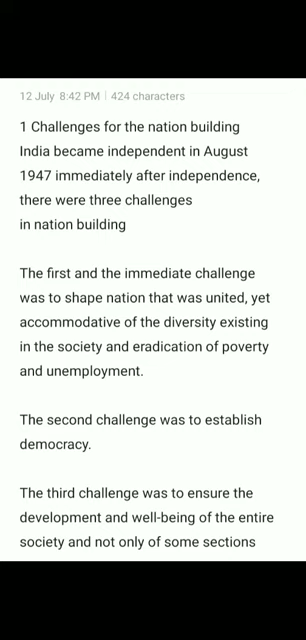 12 July 8:42 PM | 424 characters
1 Challenges for the nation building
India became independent in August
1947 immediately after independence,
there were three challenges
in nation building
The first and the immediate challenge
was to shape nation that was united, yet
accommodative of the diversity existing
in the society and eradication of poverty
and unemployment.
The second challenge was to establish
democracy.
The third challenge was to ensure the
development and well-being of the entire
society and not only of some sections